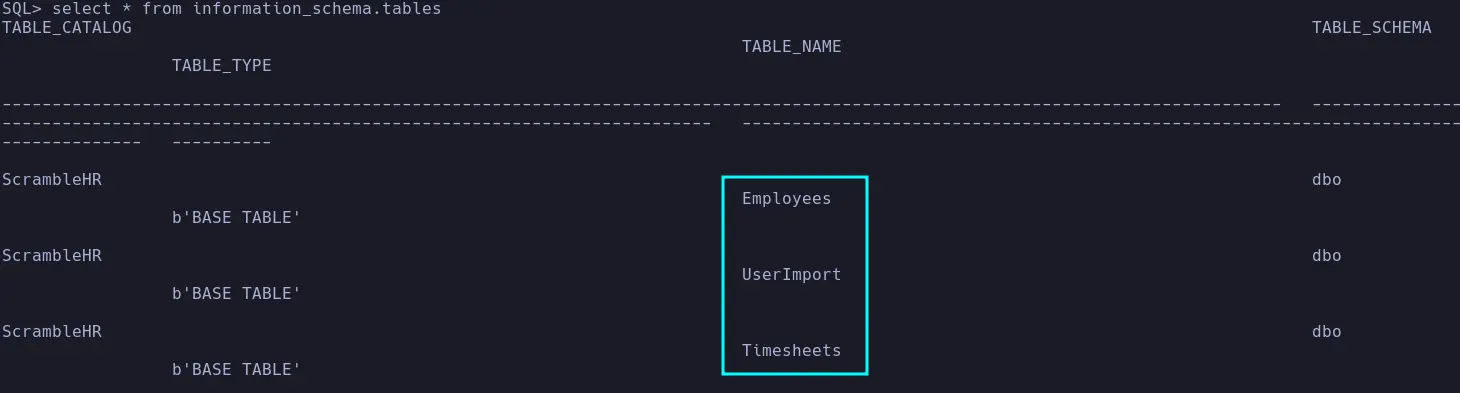 SQL> select * from information_schema.tables
TABLE_CATALOG TABLE_SCHEMA
TABLE_NAME
TABLE_TYPE
-------------------------------------------------------------------------------------------------------------------------------- ---------------
----------------------------------------------------------------------- ------------------------------------------------------------------------
-------------- ----------
ScrambleHR dbo
Employees
b'BASE TABLE'
ScrambleHR dbo
UserImport
b'BASE TABLE'
ScrambleHR dbo
Timesheets
b'BASE TABLE'